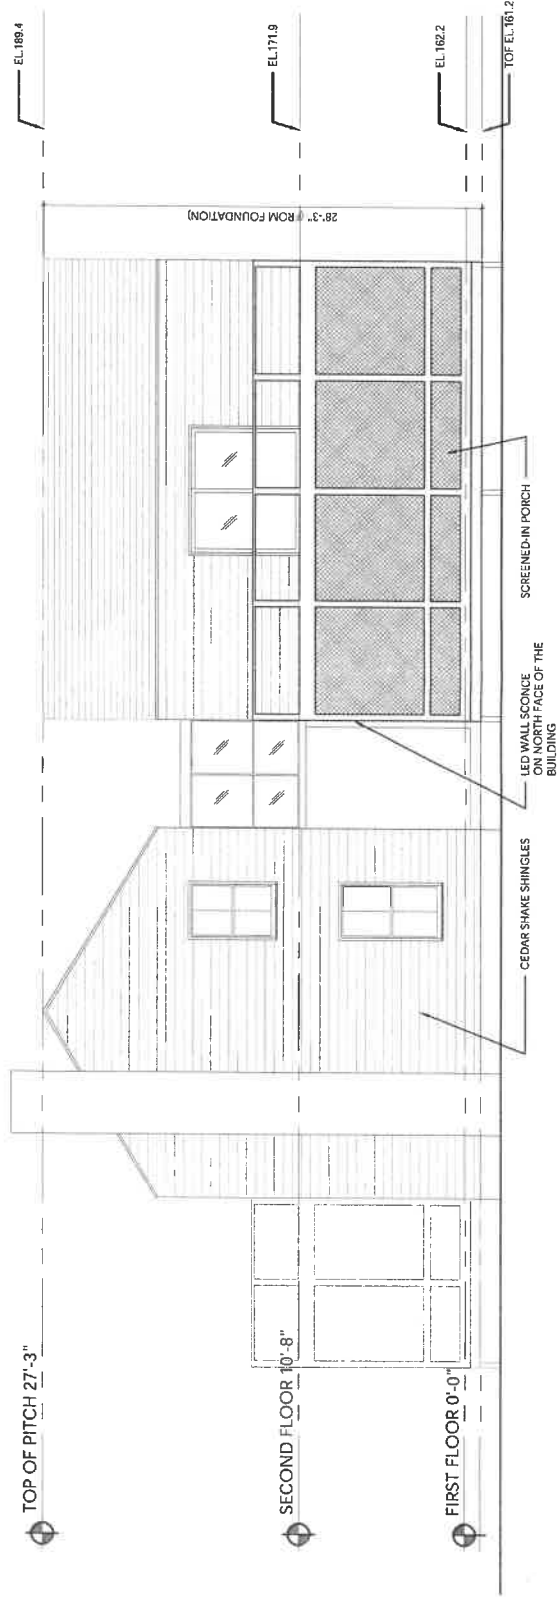 EL.189.4
EL.171.9
EL.162.2
TOF EL.161.2
28'-3" (FROM FOUNDATION)
TOP OF PITCH 27'-3"
SECOND FLOOR 10'-8"
FIRST FLOOR 0'-0"
CEDAR SHAKE SHINGLES
LED WALL SCONCE
ON NORTH FACE OF THE
BUILDING
SCREENED-IN PORCH